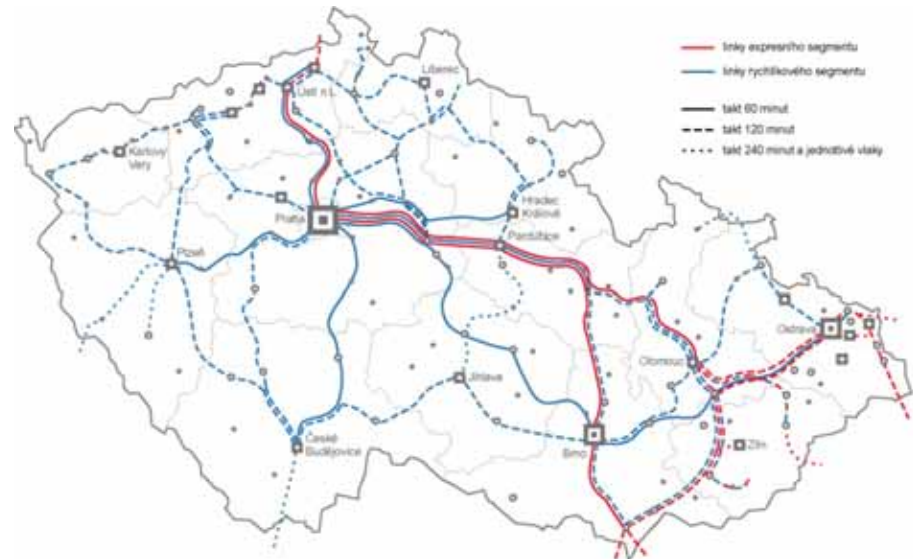 linky expresního segmentu
linky rychlíkového segmentu
takt 60 minut
takt 120 minut
takt 240 minut a jednotlivé vlaky
Liberec
Ústí n.L.
Karlovy
Vary
Hradec
Králové
Praha
Pardubice
Plzeň
Ostrava
Olomouc
Jihlava
České
Budějovice
Brno
Zlín